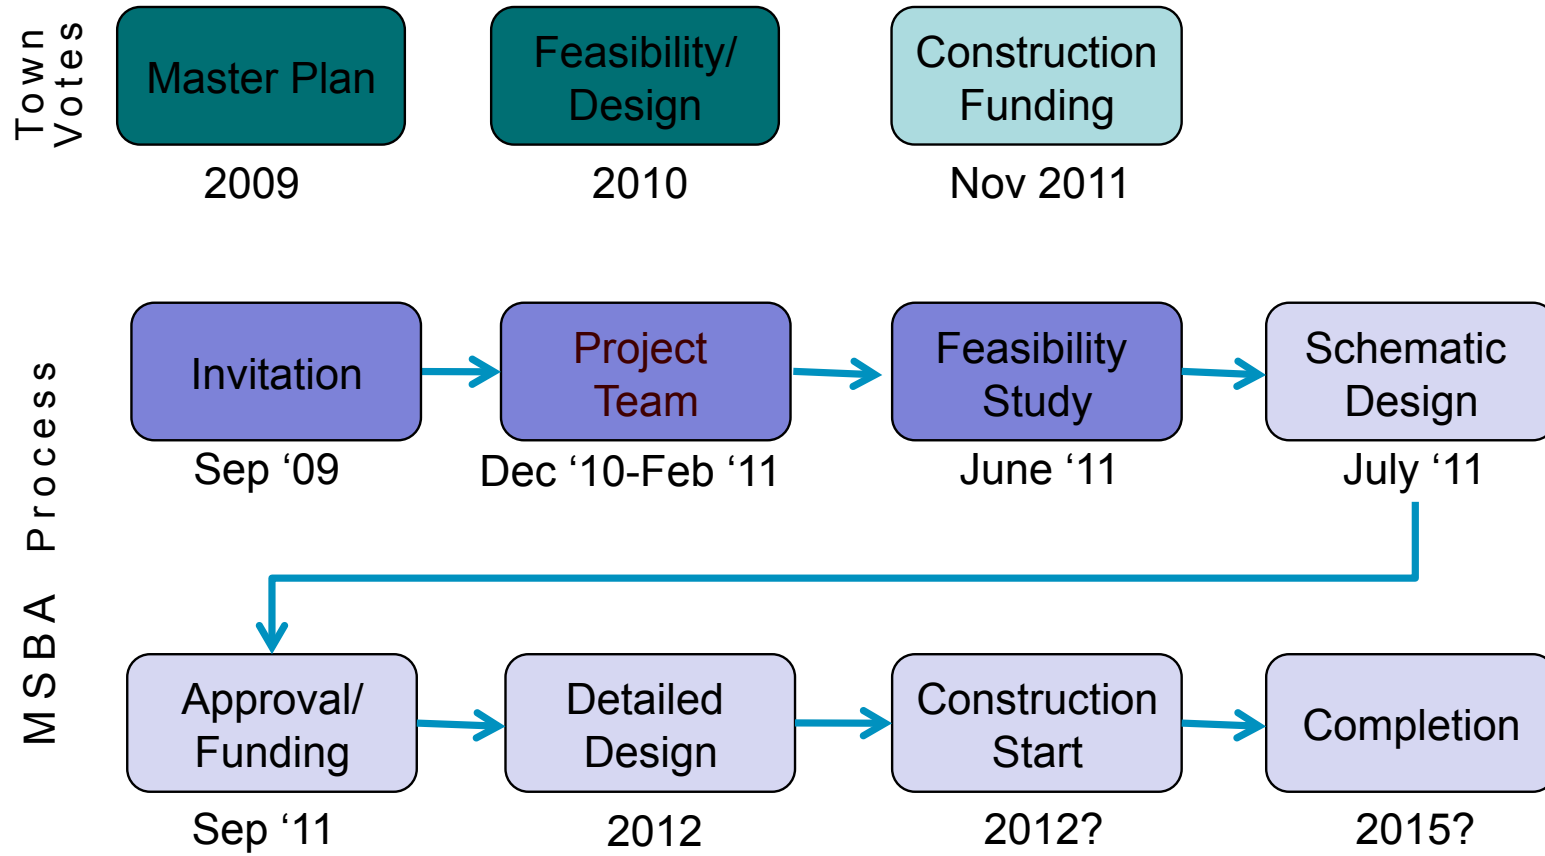 Town
Votes
Master Plan
Feasibility/
Design
Construction
Funding
2009
2010
Nov 2011
MSBA Process
Invitation
Project
Team
Feasibility
Study
Schematic
Design
Sep ‘09
Dec ‘10-Feb ‘11
June ‘11
July ‘11
Approval/
Funding
Detailed
Design
Construction
Start
Completion
Sep ‘11
2012
2012?
2015?